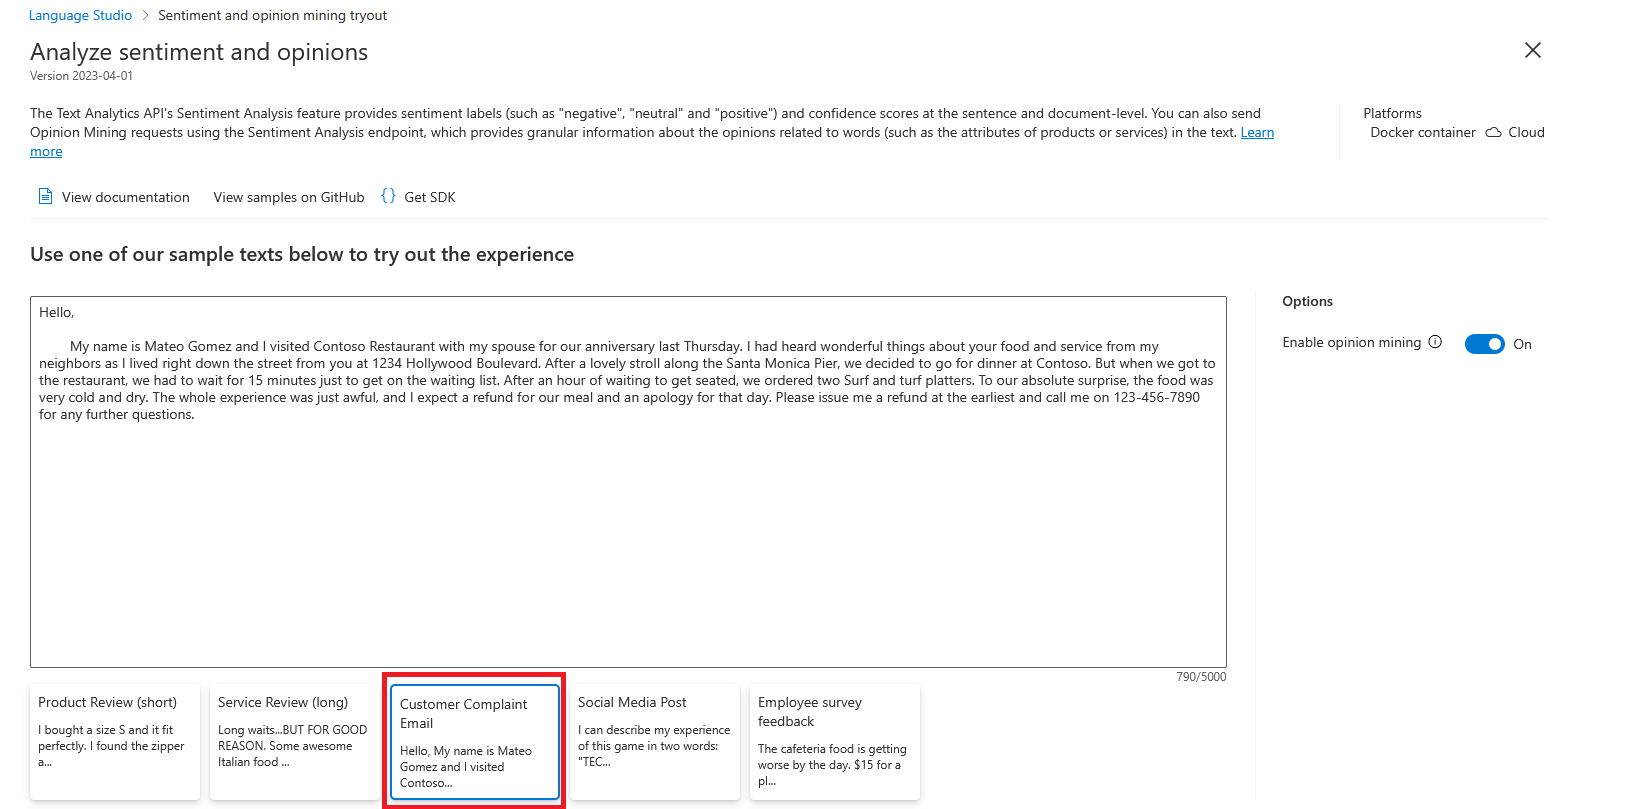 Language Studio > Sentiment and opinion mining tryout
Analyze sentiment and opinions
Version 2023-04-01
The Text Analytics API's Sentiment Analysis feature provides sentiment labels (such as "negative", "neutral" and "positive") and confidence scores at the sentence and document-level. You can also send
Opinion Mining requests using the Sentiment Analysis endpoint, which provides granular information about the opinions related to words (such as the attributes of products or services) in the text. Learn
more
Platforms
Docker container Cloud
View documentation View samples on GitHub {} Get SDK
Use one of our sample texts below to try out the experience
Hello,
My name is Mateo Gomez and I visited Contoso Restaurant with my spouse for our anniversary last Thursday. I had heard wonderful things about your food and service from my
neighbors as I lived right down the street from you at 1234 Hollywood Boulevard. After a lovely stroll along the Santa Monica Pier, we decided to go for dinner at Contoso. But when we got to
the restaurant, we had to wait for 15 minutes just to get on the waiting list. After an hour of waiting to get seated, we ordered two Surf and turf platters. To our absolute surprise, the food was
very cold and dry. The whole experience was just awful, and I expect a refund for our meal and an apology for that day. Please issue me a refund at the earliest and call me on 123-456-7890
for any further questions.
790/5000
Options
Enable opinion mining On
Product Review (short)
I bought a size S and it fit
perfectly. I found the zipper
a...
Service Review (long)
Long waits...BUT FOR GOOD
REASON. Some awesome
Italian food ...
Customer Complaint
Email
Hello, My name is Mateo
Gomez and I visited
Contoso...
Social Media Post
I can describe my experience
of this game in two words:
"TEC...
Employee survey
feedback
The cafeteria food is getting
worse by the day. $15 for a
pl...